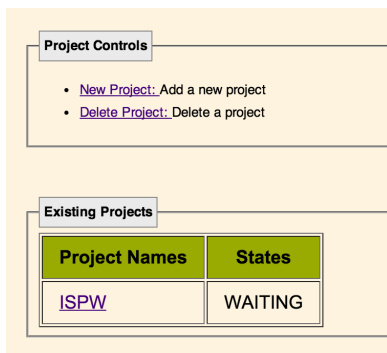 Project Controls
New Project: Add a new project
Delete Project: Delete a project
Existing Projects
Project Names States
ISPW WAITING